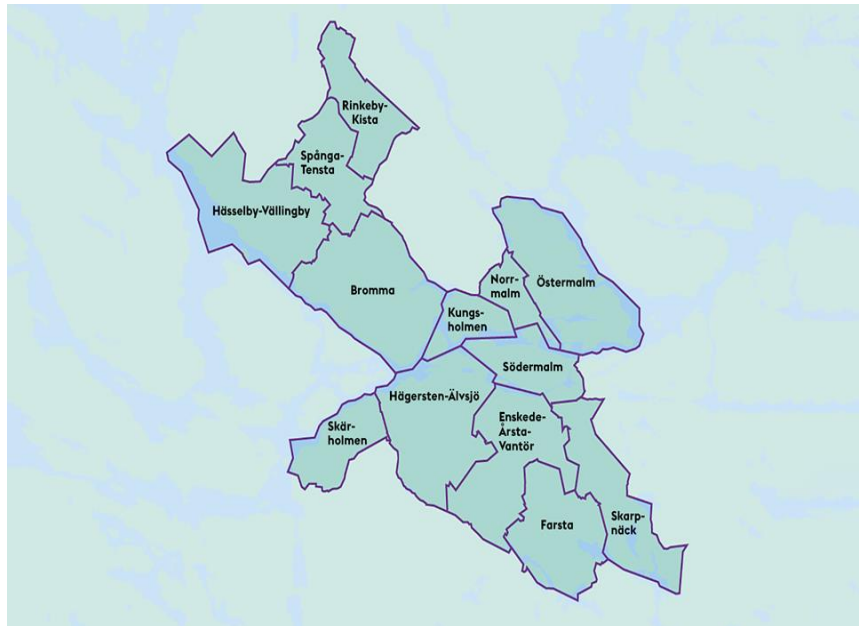 Rinkeby-
Kista
Spånga-
Tensta
Hässelby-Vällingby
Bromma
Norr-
malm
Östermalm
Kungs-
holmen
Södermalm
Hägersten-Älvsjö
Skär-
holmen
Enskede-
Årsta-
Vantör
Farsta
Skarp-
näck